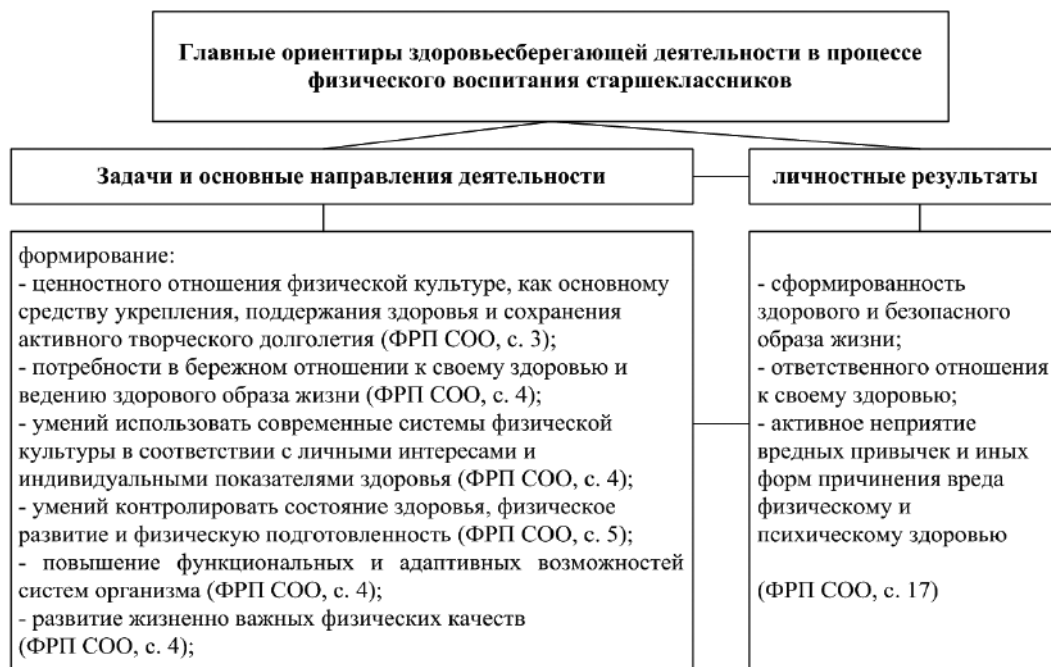 Главные ориентиры здоровьесберегающей деятельности в процессе
физического воспитания старшеклассников
Задачи и основные направления деятельности
личностные результаты
формирование:
- ценностного отношения физической культуре, как основному
средству укрепления, поддержания здоровья и сохранения
активного творческого долголетия (ФРП СОО, с. 3);
- потребности в бережном отношении к своему здоровью и
ведению здорового образа жизни (ФРП СОО, с. 4);
- умений использовать современные системы физической
культуры в соответствии с личными интересами и
индивидуальными показателями здоровья (ФРП СОО, с. 4);
- умений контролировать состояние здоровья, физическое
развитие и физическую подготовленность (ФРП СОО, с. 5);
- повышение функциональных и адаптивных возможностей
систем организма (ФРП СОО, с. 4);
- развитие жизненно важных физических качеств
(ФРП СОО, с. 4);
- сформированность
здорового и безопасного
образа жизни;
- ответственного отношения
к своему здоровью;
- активное неприятие
вредных привычек и иных
форм причинения вреда
физическому и
психическому здоровью
(ФРП СОО, с. 17)